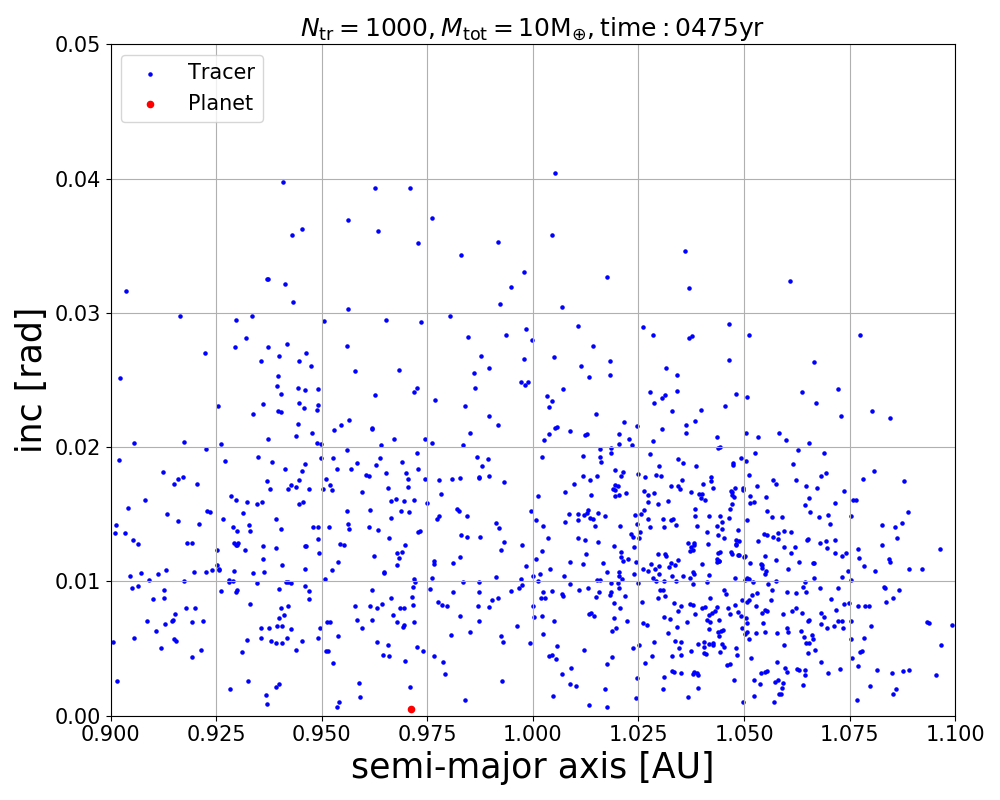 N_tr = 1000, M_tot = 10M_⊕, time : 0475yr
0.05
Tracer
Planet
0.04
0.03
0.02
0.01
0.00
inc [rad]
0.900 0.925 0.950 0.975 1.000 1.025 1.050 1.075 1.100
semi-major axis [AU]